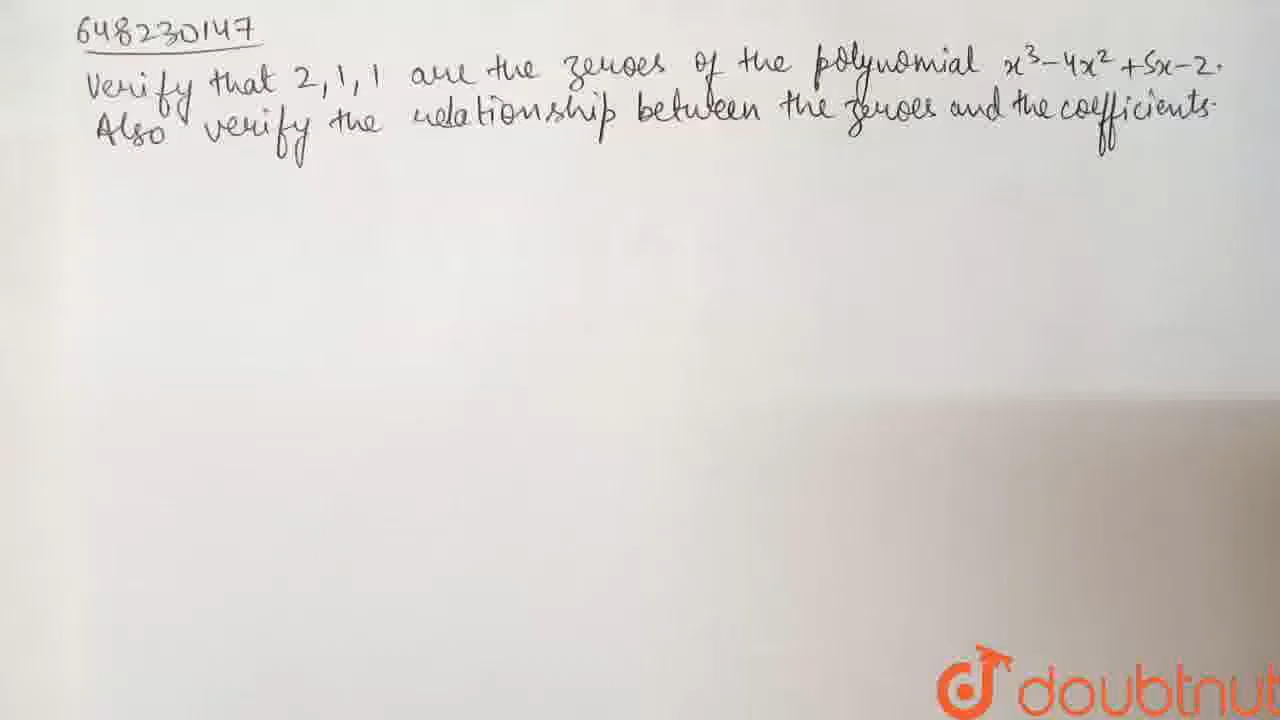 648230147
Verify that 2, 1, 1 are the zeroes of the polynomial x³-4x²+5x-2.
Also verify the relationship between the zeroes and the coefficients.
doubtnut